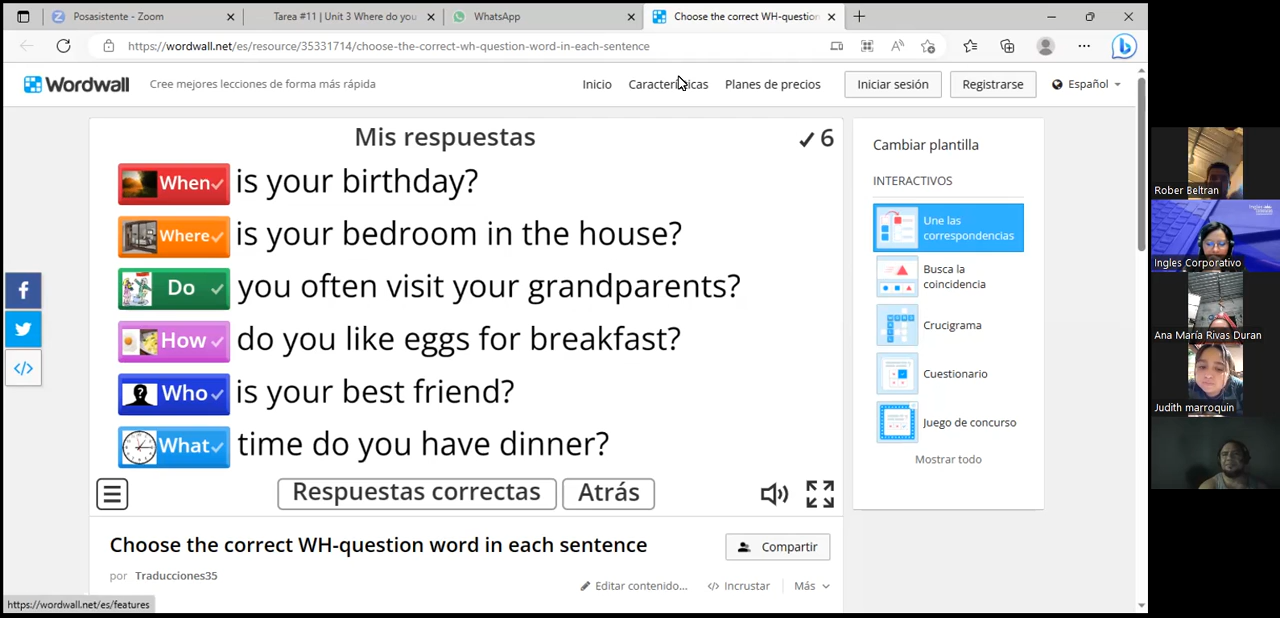 Posasistente - Zoom
Tarea #11 | Unit 3 Where do you
WhatsApp
Choose the correct WH-question
https://wordwall.net/es/resource/35331714/choose-the-correct-wh-question-word-in-each-sentence
Wordwall
Cree mejores lecciones de forma más rápida
Inicio
Características
Planes de precios
Iniciar sesión
Registrarse
Español
Mis respuestas
6
When is your birthday?
Where is your bedroom in the house?
Do you often visit your grandparents?
How do you like eggs for breakfast?
Who is your best friend?
What time do you have dinner?
Respuestas correctas
Atrás
Cambiar plantilla
INTERACTIVOS
Une las
correspondencias
Busca la
coincidencia
Crucigrama
Cuestionario
Juego de concurso
Mostrar todo
Choose the correct WH-question word in each sentence
Compartir
por Traducciones35
Editar contenido...
Incrustar
Más
https://wordwall.net/es/features
Rober Beltran
Ingles Corporativo
Ana María Rivas Duran
Judith marroquin